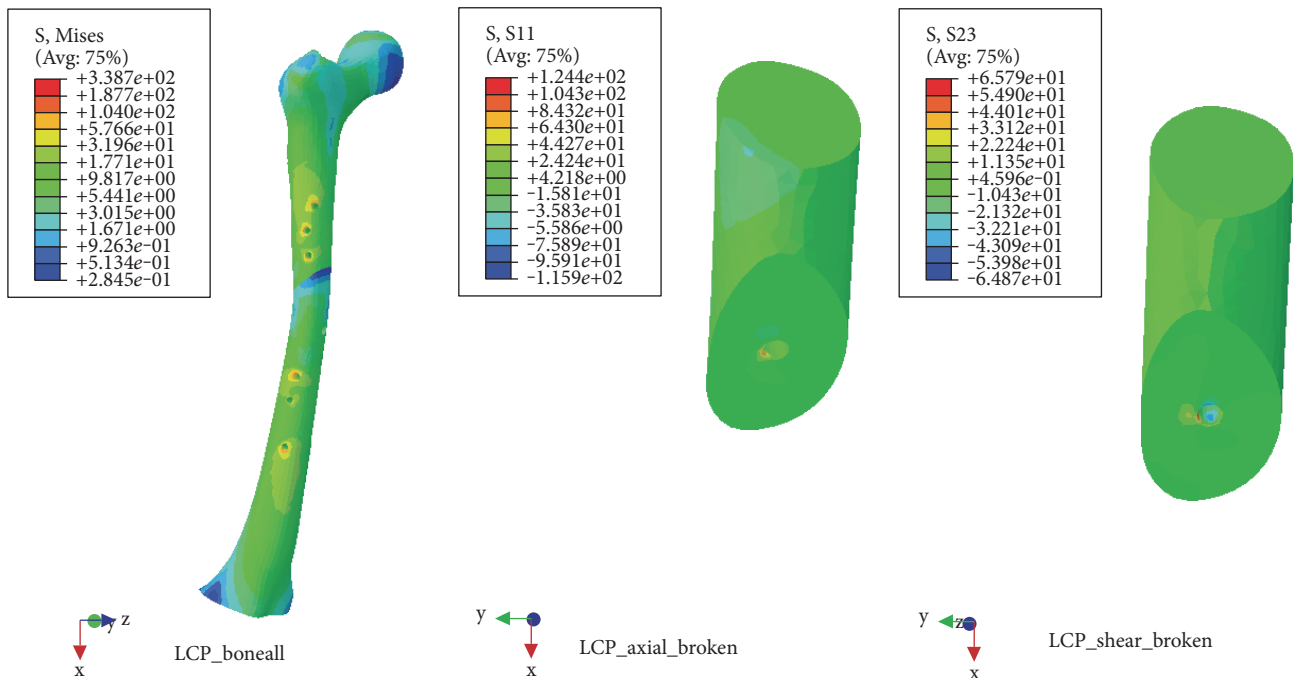 S, Mises
(Avg: 75%)
+3.387e+02
+1.877e+02
+1.040e+02
+5.766e+01
+3.196e+01
+1.771e+01
+9.817e+00
+5.441e+00
+3.015e+00
+1.671e+00
+9.263e−01
+5.134e−01
+2.845e−01
y
z
x
LCP_boneall
S, S11
(Avg: 75%)
+1.244e+02
+1.043e+02
+8.432e+01
+6.430e+01
+4.427e+01
+2.424e+01
+4.218e+00
−1.581e+01
−3.583e+01
−5.586e+00
−7.589e+01
−9.591e+01
−1.159e+02
y
x
LCP_axial_broken
S, S23
(Avg: 75%)
+6.579e+01
+5.490e+01
+4.401e+01
+3.312e+01
+2.224e+01
+1.135e+01
+4.596e−01
−1.043e+01
−2.132e+01
−3.221e+01
−4.309e+01
−5.398e+01
−6.487e+01
y
z
x
LCP_shear_broken